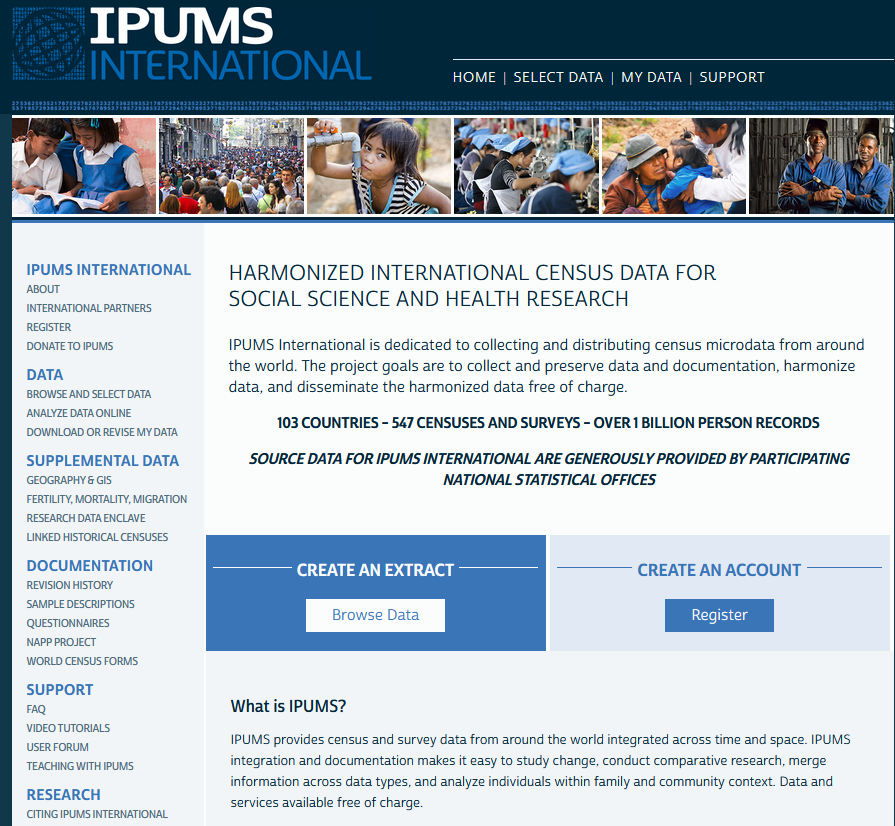 IPUMS
INTERNATIONAL
HOME | SELECT DATA | MY DATA | SUPPORT
IPUMS INTERNATIONAL
ABOUT
INTERNATIONAL PARTNERS
REGISTER
DONATE TO IPUMS
DATA
BROWSE AND SELECT DATA
ANALYZE DATA ONLINE
DOWNLOAD OR REVISE MY DATA
SUPPLEMENTAL DATA
GEOGRAPHY & GIS
FERTILITY, MORTALITY, MIGRATION
RESEARCH DATA ENCLAVE
LINKED HISTORICAL CENSUSES
DOCUMENTATION
REVISION HISTORY
SAMPLE DESCRIPTIONS
QUESTIONNAIRES
NAPP PROJECT
WORLD CENSUS FORMS
SUPPORT
FAQ
VIDEO TUTORIALS
USER FORUM
TEACHING WITH IPUMS
RESEARCH
CITING IPUMS INTERNATIONAL
HARMONIZED INTERNATIONAL CENSUS DATA FOR
SOCIAL SCIENCE AND HEALTH RESEARCH
IPUMS International is dedicated to collecting and distributing census microdata from around
the world. The project goals are to collect and preserve data and documentation, harmonize
data, and disseminate the harmonized data free of charge.
103 COUNTRIES – 547 CENSUSES AND SURVEYS – OVER 1 BILLION PERSON RECORDS
SOURCE DATA FOR IPUMS INTERNATIONAL ARE GENEROUSLY PROVIDED BY PARTICIPATING
NATIONAL STATISTICAL OFFICES
CREATE AN EXTRACT
Browse Data
CREATE AN ACCOUNT
Register
What is IPUMS?
IPUMS provides census and survey data from around the world integrated across time and space. IPUMS
integration and documentation makes it easy to study change, conduct comparative research, merge
information across data types, and analyze individuals within family and community context. Data and
services available free of charge.